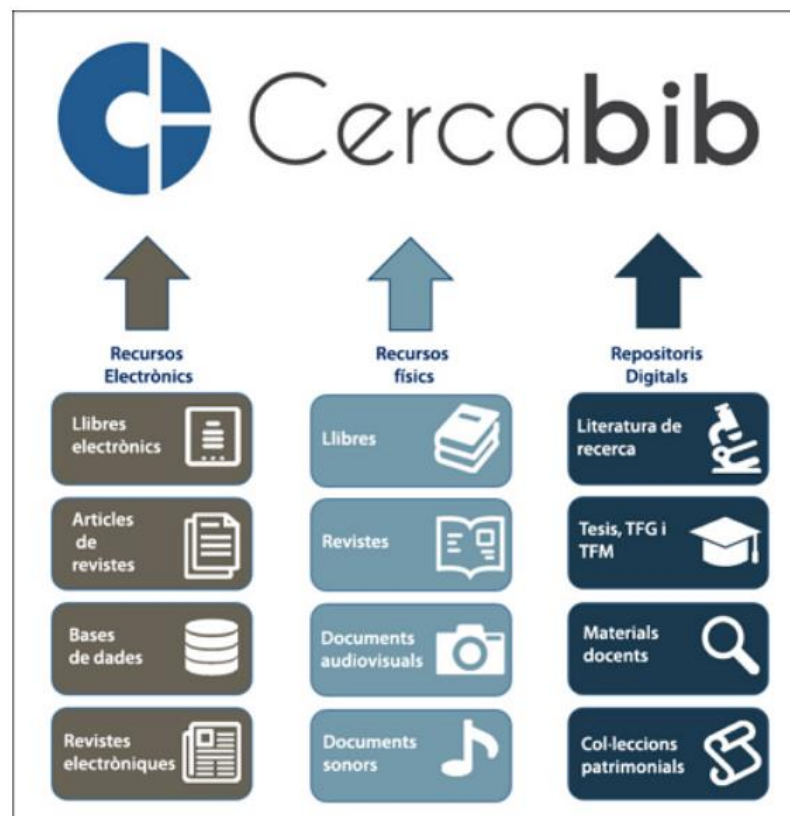 Cercabib
Recursos
Electrònics
Llibres
electrònics
Articles
de
revistes
Bases
de dades
Revistes
electròniques
Recursos
físics
Llibres
Revistes
Documents
audiovisuals
Documents
sonors
Repositoris
Digitals
Literatura de
recerca
Tesis, TFG i
TFM
Materials
docents
Col·leccions
patrimonials